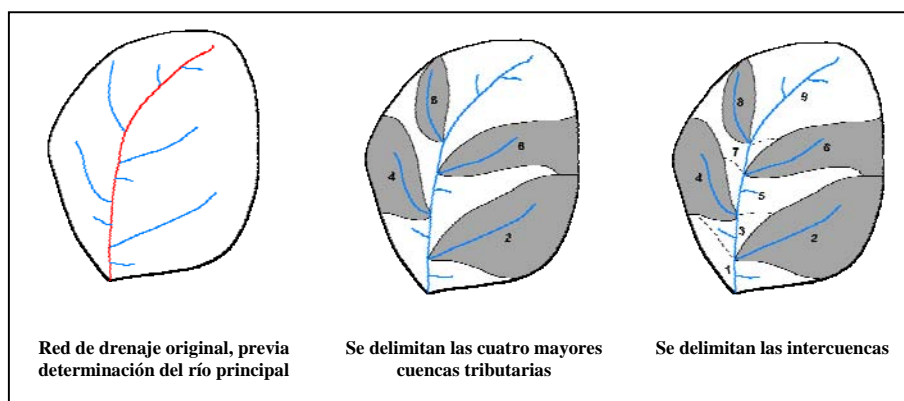 8
6
4
2
9
8
7
6
4
5
3
2
1
Red de drenaje original, previa
determinación del río principal
Se delimitan las cuatro mayores
cuencas tributarias
Se delimitan las intercuencas